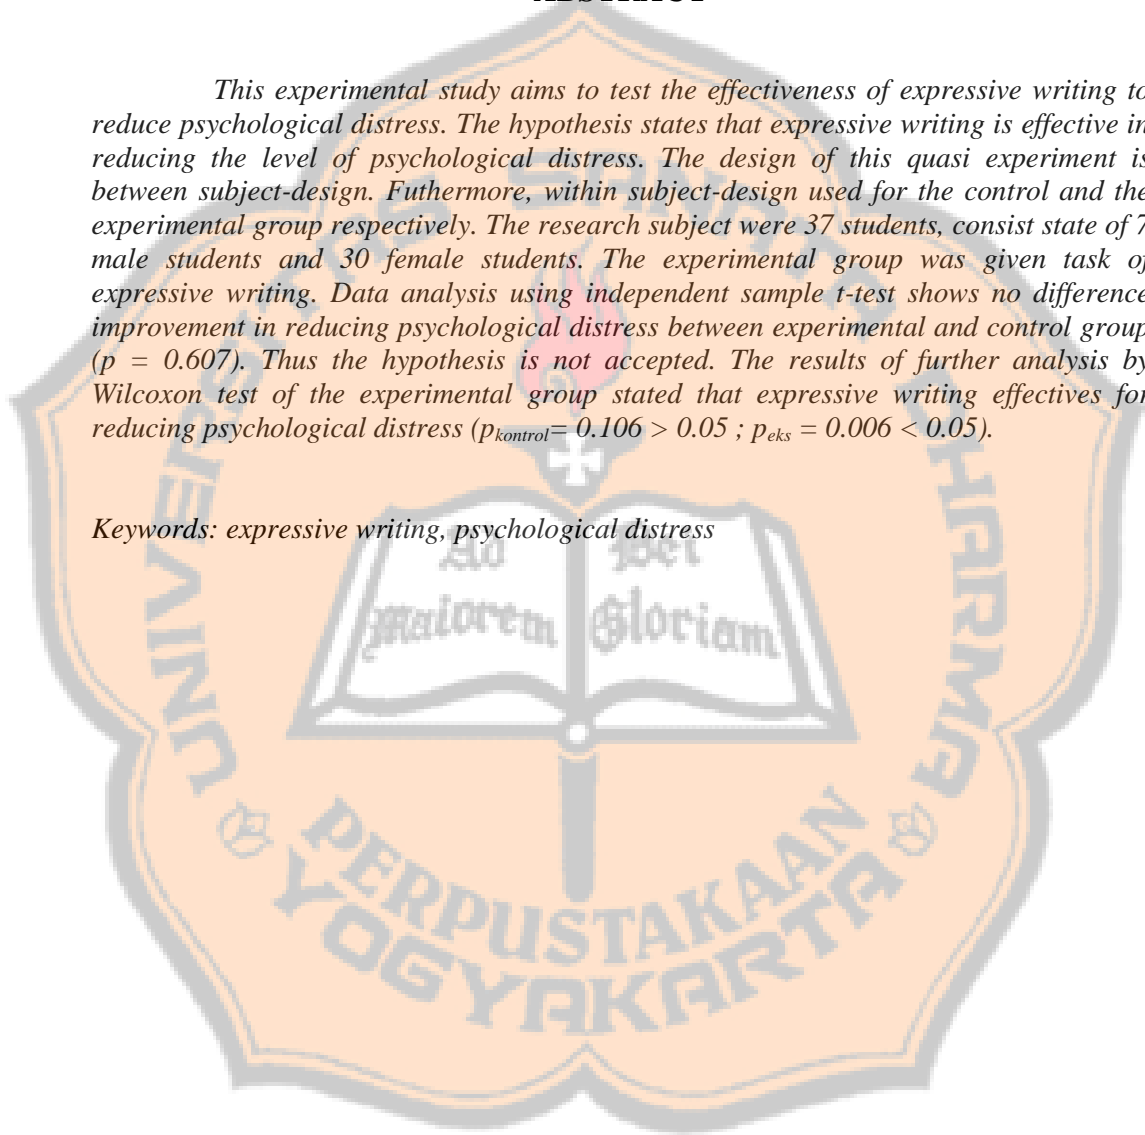 ABSTRACT
This experimental study aims to test the effectiveness of expressive writing to
reduce psychological distress. The hypothesis states that expressive writing is effective in
reducing the level of psychological distress. The design of this quasi experiment is
between subject-design. Futhermore, within subject-design used for the control and the
experimental group respectively. The research subject were 37 students, consist state of 7
male students and 30 female students. The experimental group was given task of
expressive writing. Data analysis using independent sample t-test shows no difference
improvement in reducing psychological distress between experimental and control group
(p = 0.607). Thus the hypothesis is not accepted. The results of further analysis by
Wilcoxon test of the experimental group stated that expressive writing effectives for
reducing psychological distress (pkontrol= 0.106 > 0.05 ; peks = 0.006 < 0.05).
Keywords: expressive writing, psychological distress
UNIVERSITAS SANATA DHARMA
Ad Dei
Maiorem Gloriam
PERPUSTAKAAN
YOGYAKARTA